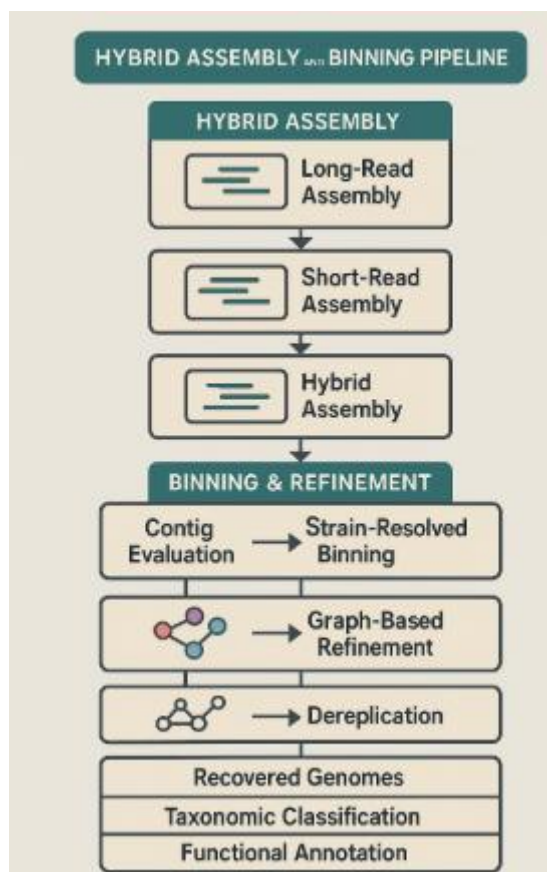 HYBRID ASSEMBLY AND BINNING PIPELINE
HYBRID ASSEMBLY
Long-Read
Assembly
Short-Read
Assembly
Hybrid
Assembly
BINNING & REFINEMENT
Contig
Evaluation
Strain-Resolved
Binning
Graph-Based
Refinement
Dereplication
Recovered Genomes
Taxonomic Classification
Functional Annotation